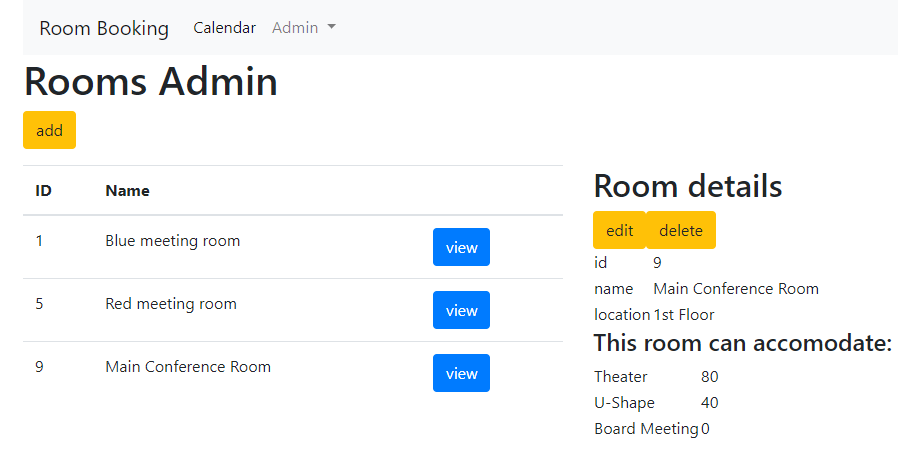 Room Booking Calendar Admin
Rooms Admin
add
ID Name
1 Blue meeting room view
5 Red meeting room view
9 Main Conference Room view
Room details
edit delete
id 9
name Main Conference Room
location 1st Floor
This room can accomodate:
Theater 80
U-Shape 40
Board Meeting 0